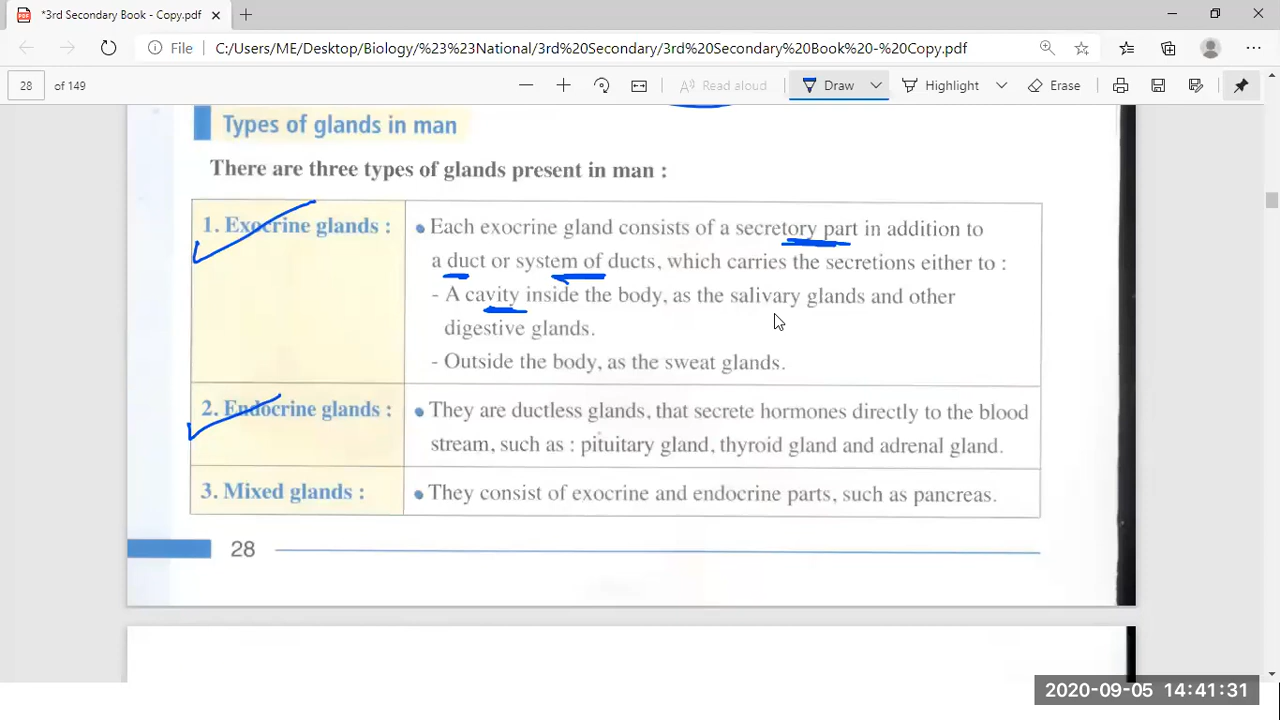 *3rd Secondary Book - Copy.pdf
File C:/Users/ME/Desktop/Biology/%23%23National/3rd%20Secondary/3rd%20Secondary%20Book%20-%20Copy.pdf
28 of 149 Read aloud Draw Highlight Erase
Types of glands in man
There are three types of glands present in man :
1. Exocrine glands :
• Each exocrine gland consists of a secretory part in addition to
a duct or system of ducts, which carries the secretions either to :
- A cavity inside the body, as the salivary glands and other
digestive glands.
- Outside the body, as the sweat glands.
2. Endocrine glands :
• They are ductless glands, that secrete hormones directly to the blood
stream, such as : pituitary gland, thyroid gland and adrenal gland.
3. Mixed glands :
• They consist of exocrine and endocrine parts, such as pancreas.
28
2020-09-05 14:41:31